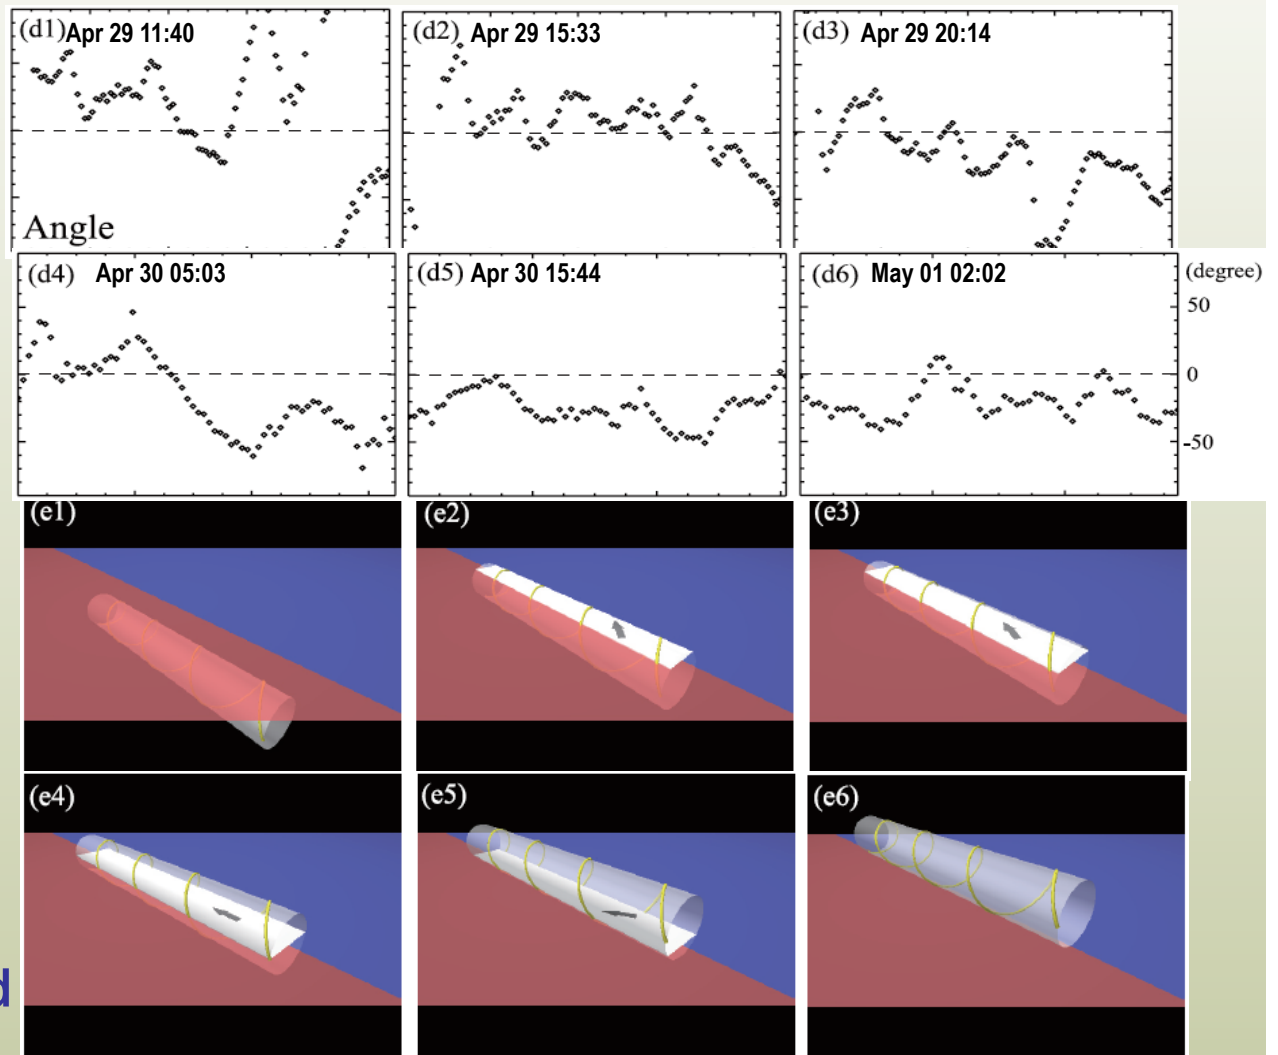 (d1) Apr 29 11:40
(d2) Apr 29 15:33
(d3) Apr 29 20:14
Angle
(d4) Apr 30 05:03
(d5) Apr 30 15:44
(d6) May 01 02:02
(degree)
50
0
-50
(e1)
(e2)
(e3)
(e4)
(e5)
(e6)
d